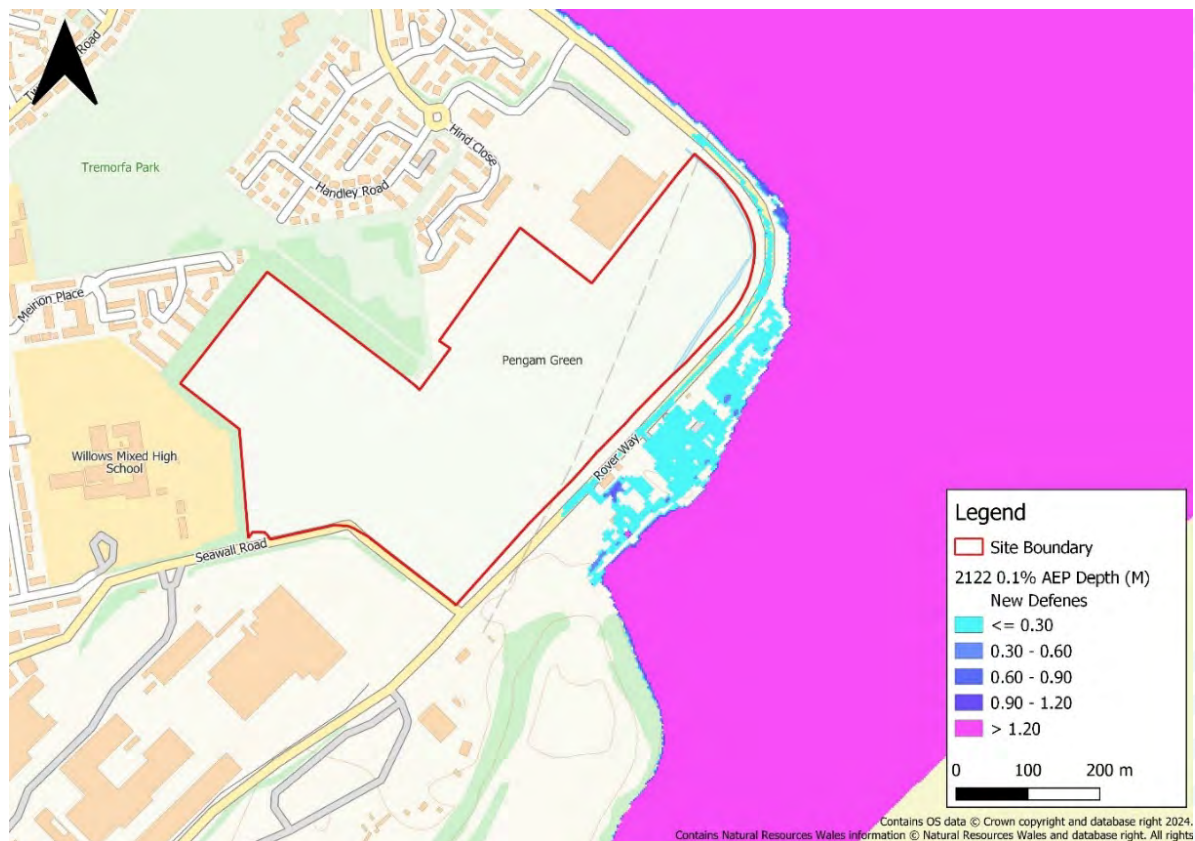 Road
Hind Close
Tremorfa Park
Handley Road
Meirion Place
Pengam Green
Willows Mixed High
School
Rover Way
Seawall Road
Legend
Site Boundary
2122 0.1% AEP Depth (M)
New Defenes
<= 0.30
0.30 - 0.60
0.60 - 0.90
0.90 - 1.20
> 1.20
0 100 200 m
Contains OS data © Crown copyright and database right 2024.
Contains Natural Resources Wales information © Natural Resources Wales and database right. All rights